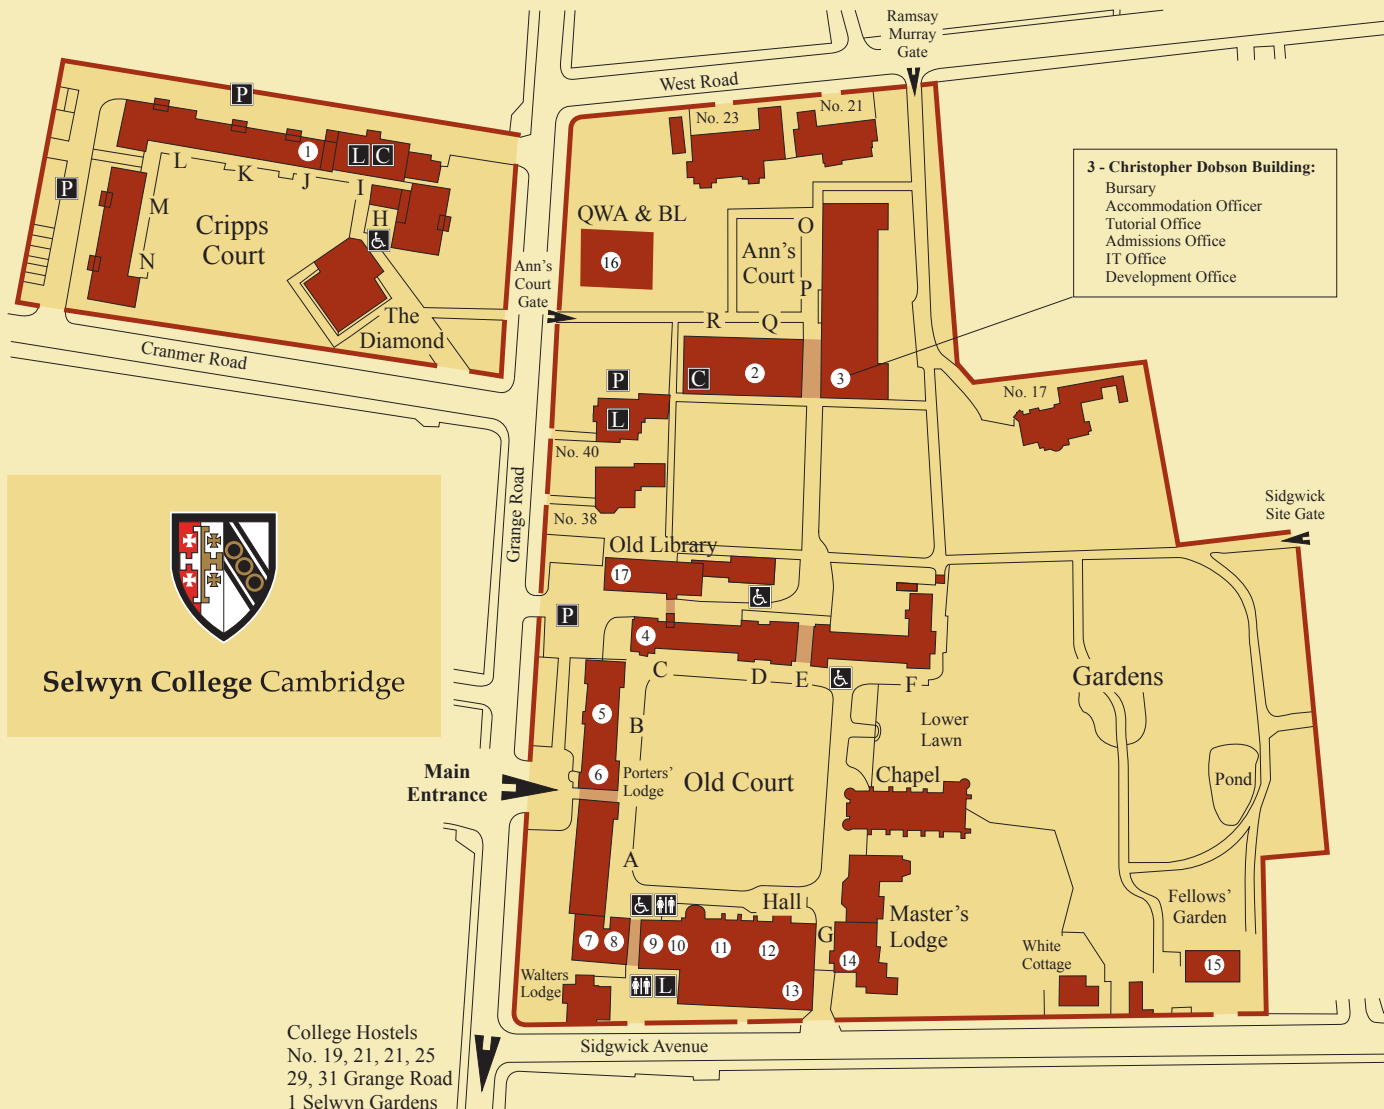 Ramsay
Murray
Gate
West Road
No. 23
No. 21
P
1
L C
L
K
J
I
P
M
N
H
Cripps
Court
The
Diamond
Cranmer Road
QWA & BL
16
Ann's
Court
Gate
Ann's
Court
O
P
R
Q
3 - Christopher Dobson Building:
Bursary
Accommodation Officer
Tutorial Office
Admissions Office
IT Office
Development Office
C
2
3
P
L
No. 40
No. 38
No. 17
Grange Road
Sidgwick
Site Gate
Old Library
17
P
4
C
D
E
F
Selwyn College Cambridge
5
B
6
Porters'
Lodge
Main
Entrance
Old Court
A
Lower
Lawn
Chapel
Gardens
Pond
Hall
7
8
9
10
11
12
13
G
14
Master's
Lodge
L
Walters
Lodge
Fellows'
Garden
White
Cottage
15
Sidgwick Avenue
College Hostels
No. 19, 21, 21, 25
29, 31 Grange Road
1 Selwyn Gardens